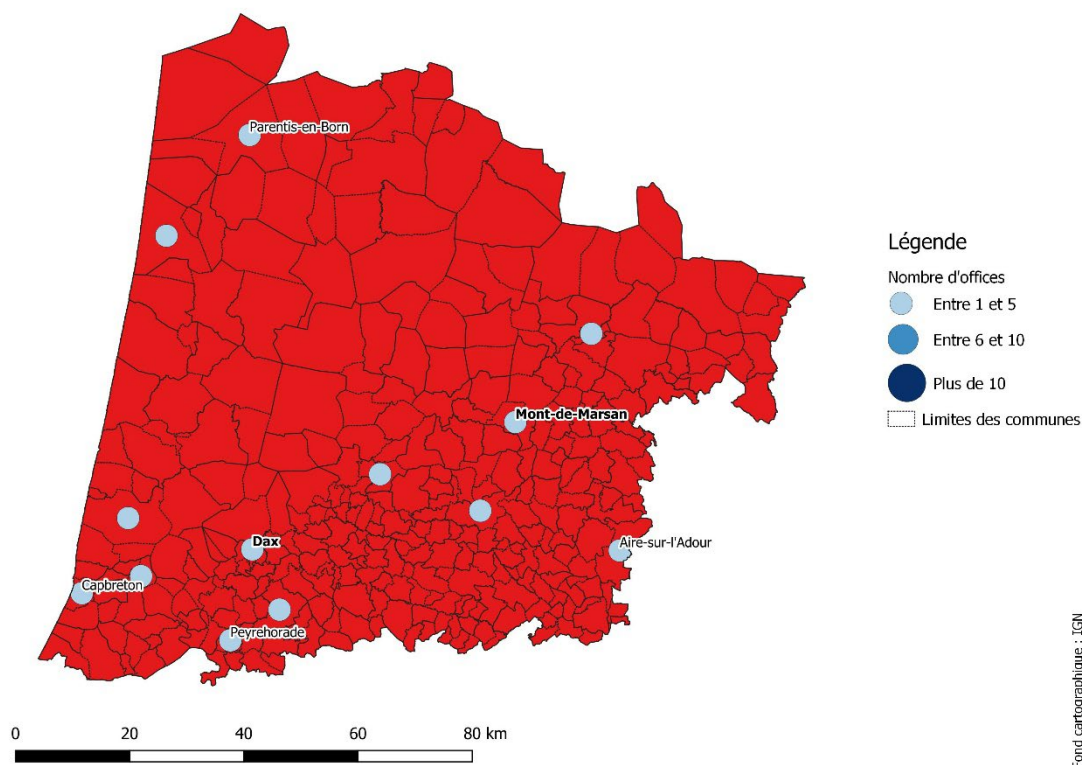 Parentis-en-Born
Mont-de-Marsan
Dax
Aire-sur-l'Adour
Capbreton
Peyrehorade
Légende
Nombre d'offices
Entre 1 et 5
Entre 6 et 10
Plus de 10
Limites des communes
0 20 40 60 80 km
Fond cartographique : IGN